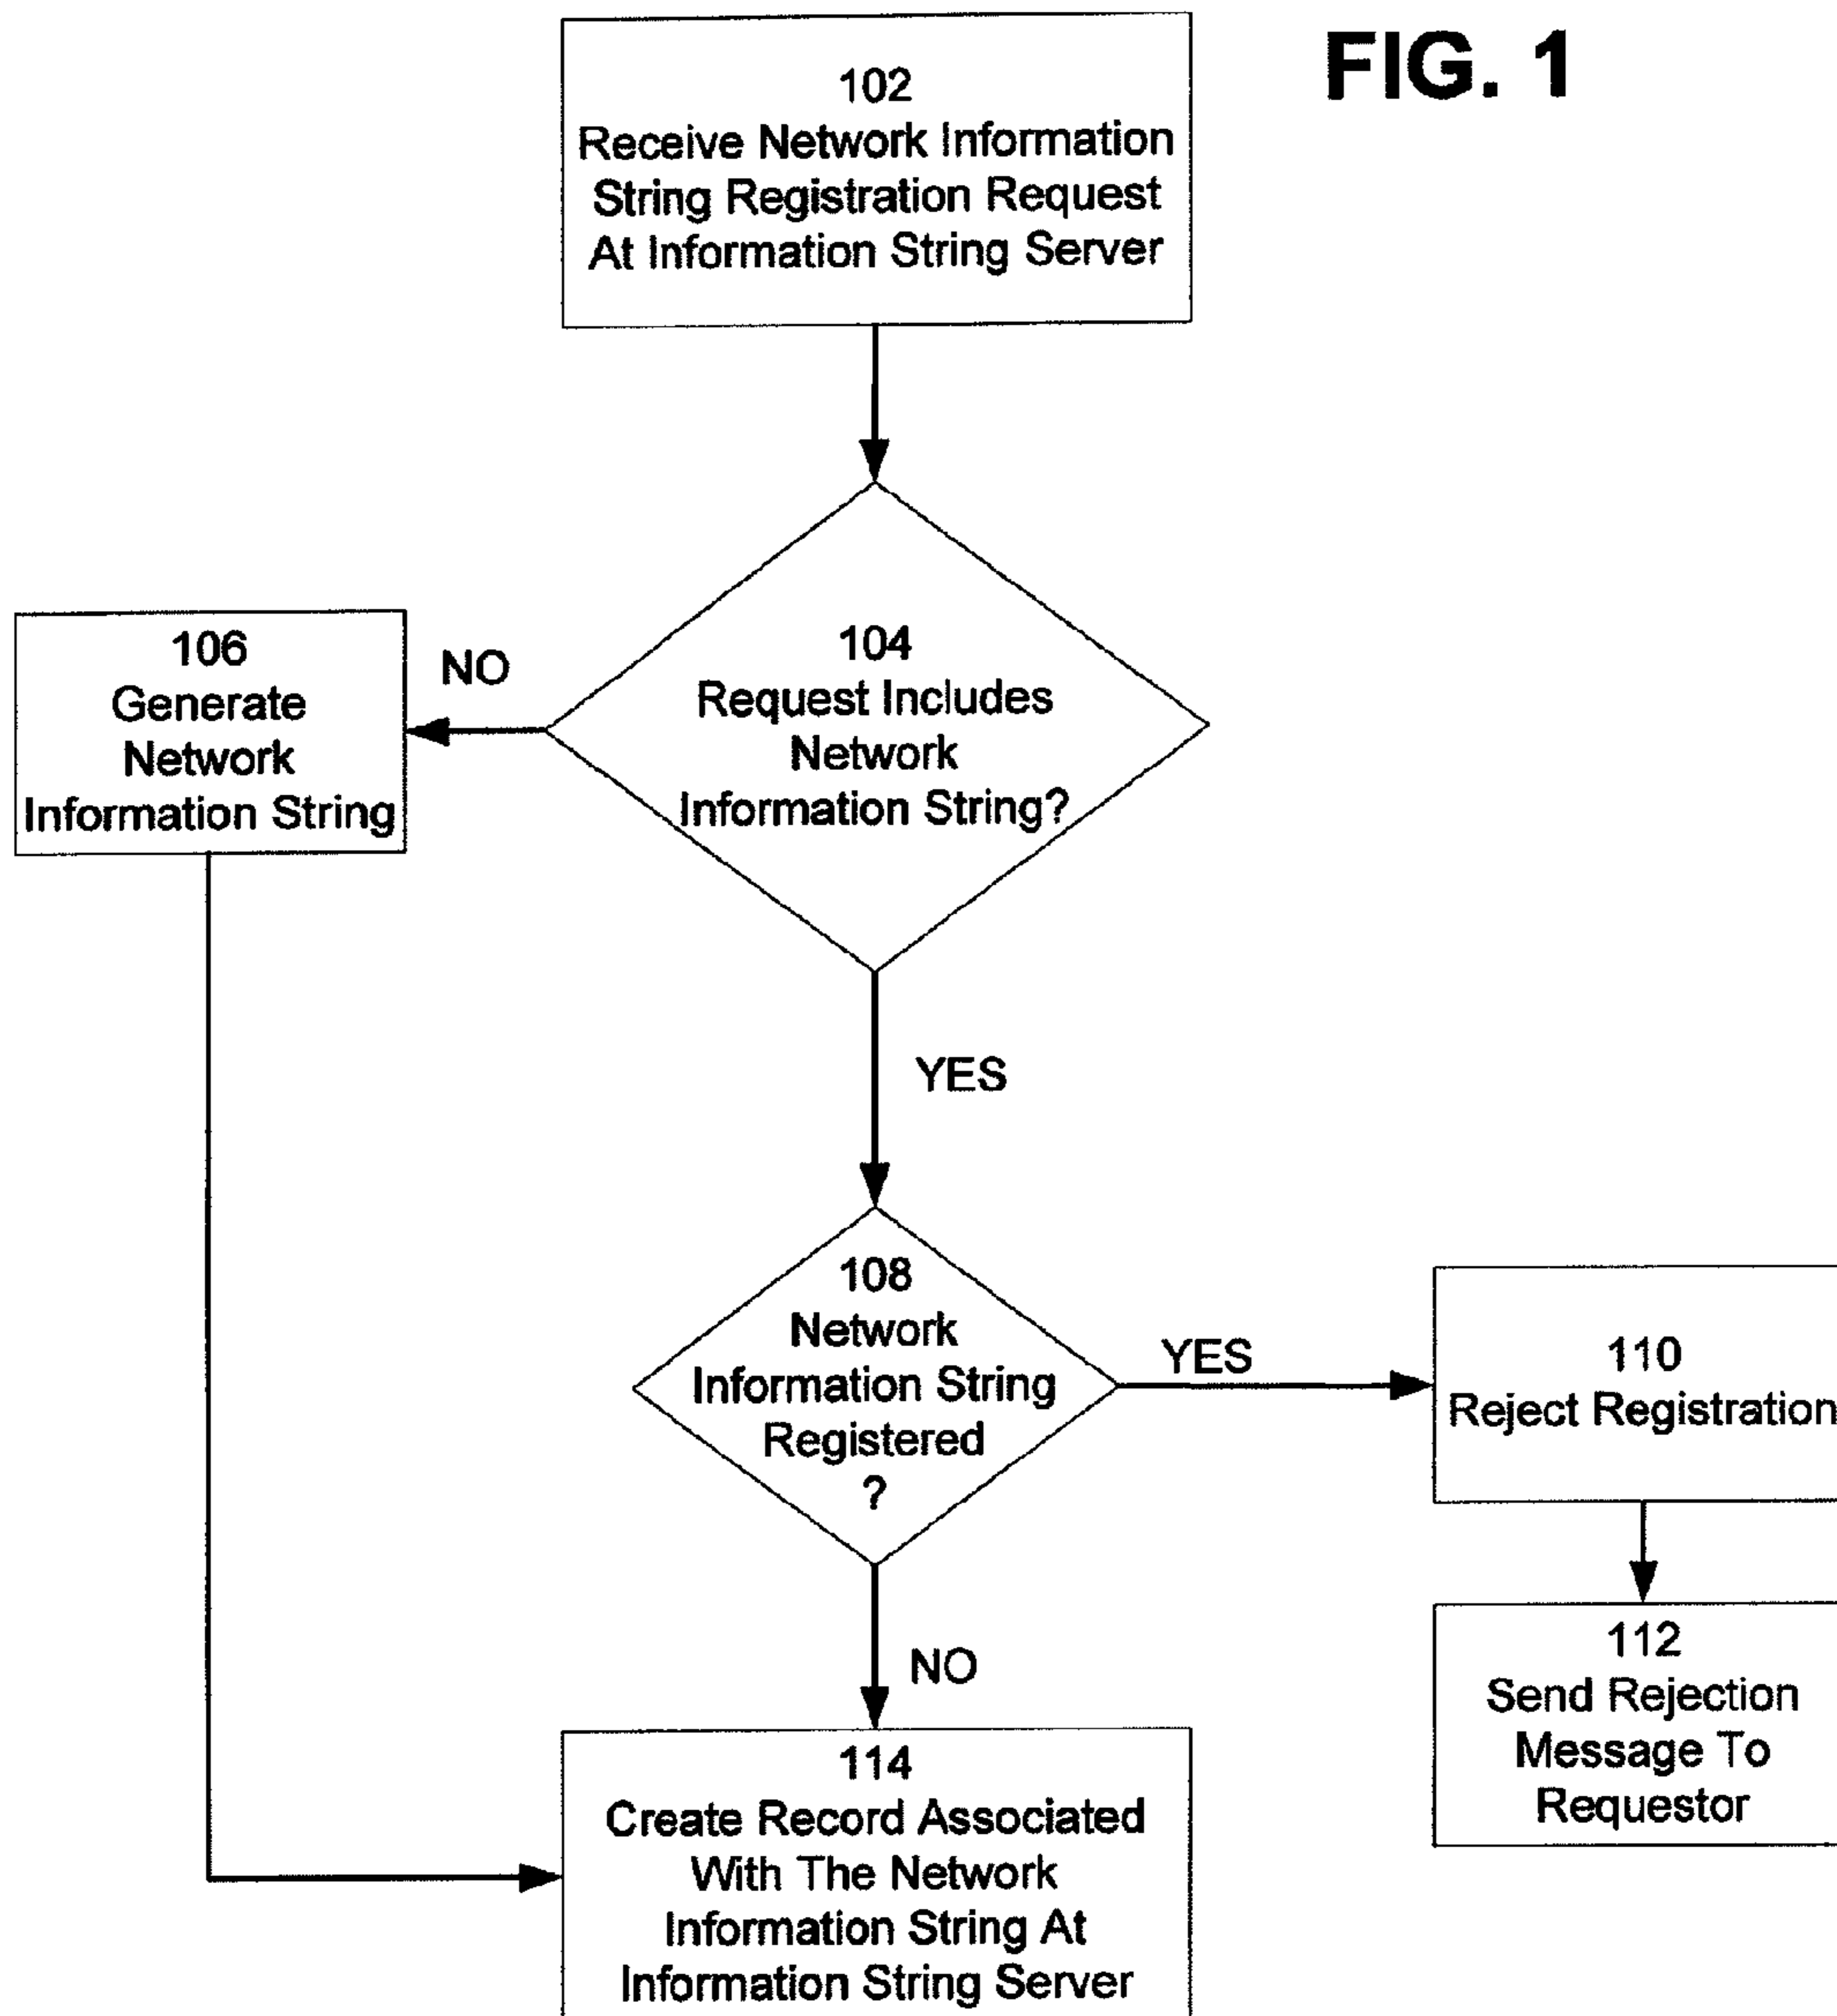 FIG. 1
102
Receive Network Information
String Registration Request
At Information String Server
104
Request Includes
Network
Information String?
NO
106
Generate
Network
Information String
YES
108
Network
Information String
Registered
?
YES
110
Reject Registration
112
Send Rejection
Message To
Requestor
NO
114
Create Record Associated
With The Network
Information String At
Information String Server